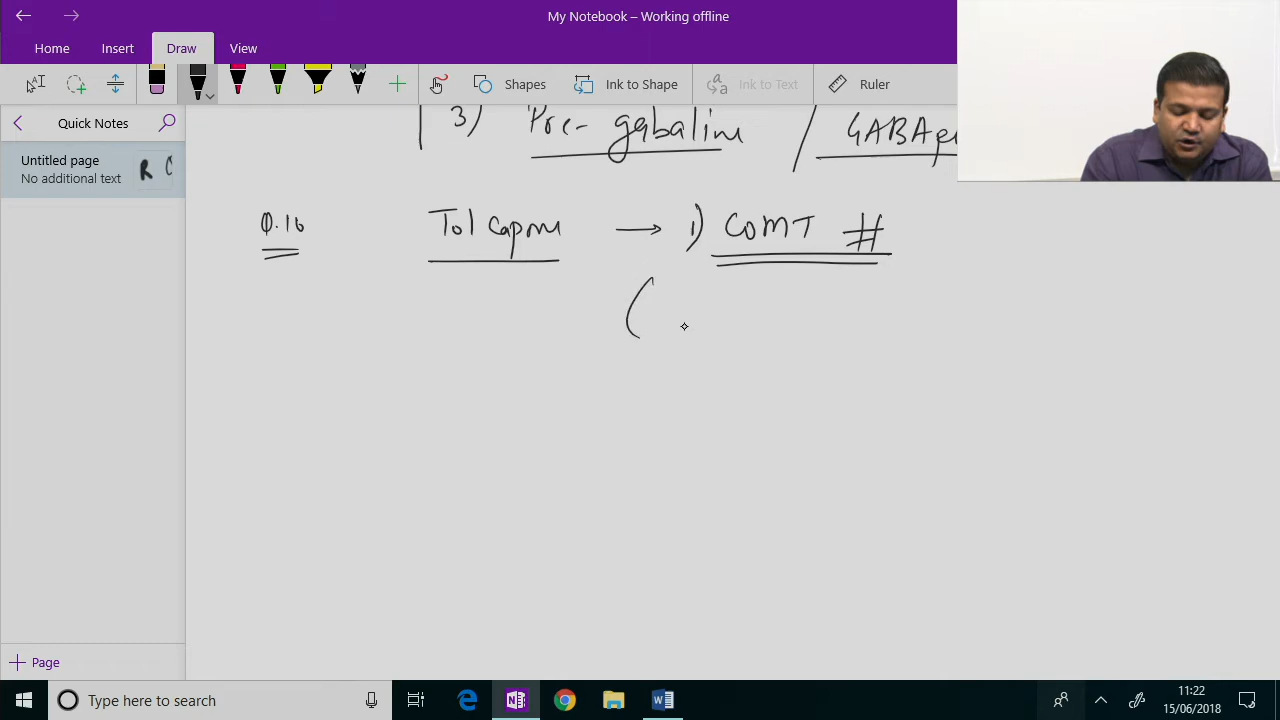 My Notebook – Working offline
Home Insert Draw View
Shapes Ink to Shape Ink to Text Ruler
Quick Notes
Untitled page
No additional text
R
3) Pre-gabaline / GABApe
Q.16 Tolcapone → 1) COMT #
(
+ Page
Type here to search
11:22
15/06/2018